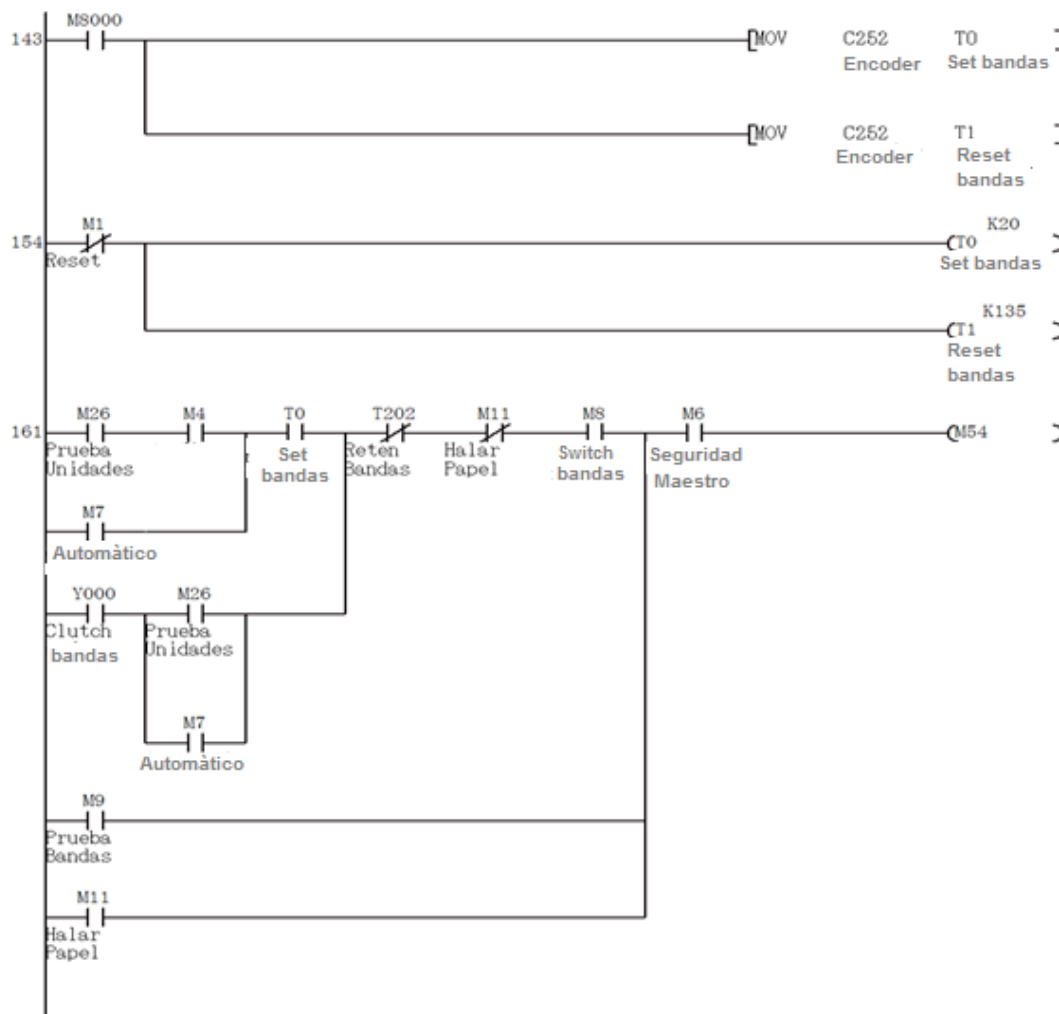 M8000
143 [MOV C252 T0 ]
Encoder Set bandas
[MOV C252 T1 ]
Encoder Reset
bandas
M1 K20
154 (T0 )
Reset Set bandas
K135
(T1 )
Reset
bandas
M26 M4 T0 T202 M11 M8 M6
161 (M54 )
Prueba Set Reten Halar Switch Seguridad
Unidades bandas Bandas Papel bandas Maestro
M7
Automàtico
Y000 M26
Clutch Prueba
bandas Unidades
M7
Automàtico
M9
Prueba
Bandas
M11
Halar
Papel